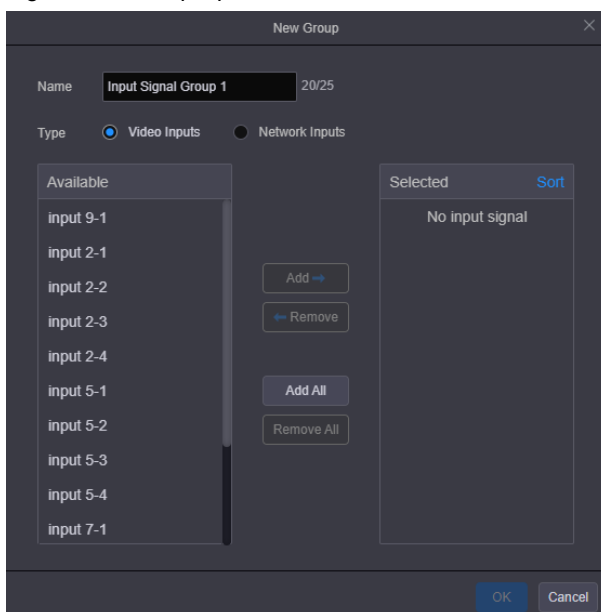 New Group
Name Input Signal Group 1 20/25
Type Video Inputs Network Inputs
Available
input 9-1
input 2-1
input 2-2
input 2-3
input 2-4
input 5-1
input 5-2
input 5-3
input 5-4
input 7-1
Add
Remove
Add All
Remove All
Selected Sort
No input signal
OK Cancel